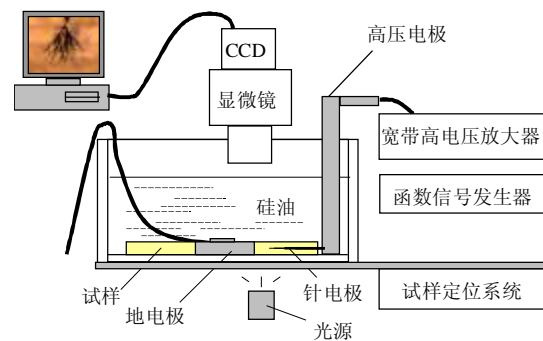 CCD
显微镜
高压电极
宽带高电压放大器
函数信号发生器
硅油
试样
地电极
针电极
光源
试样定位系统